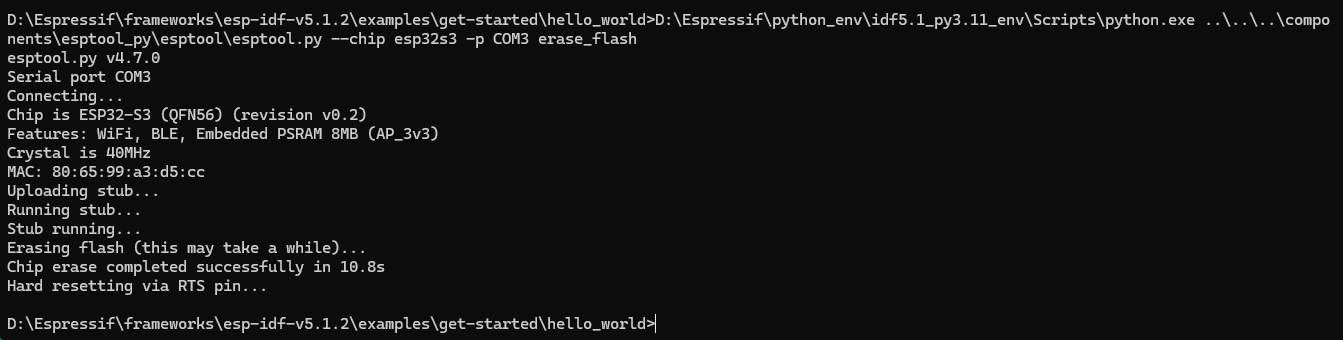 D:\Espressif\frameworks\esp-idf-v5.1.2\examples\get-started\hello_world>D:\Espressif\python_env\idf5.1_py3.11_env\Scripts\python.exe ..\..\..\compo
nents\esptool_py\esptool\esptool.py --chip esp32s3 -p COM3 erase_flash
esptool.py v4.7.0
Serial port COM3
Connecting...
Chip is ESP32-S3 (QFN56) (revision v0.2)
Features: WiFi, BLE, Embedded PSRAM 8MB (AP_3v3)
Crystal is 40MHz
MAC: 80:65:99:a3:d5:cc
Uploading stub...
Running stub...
Stub running...
Erasing flash (this may take a while)...
Chip erase completed successfully in 10.8s
Hard resetting via RTS pin...
D:\Espressif\frameworks\esp-idf-v5.1.2\examples\get-started\hello_world>